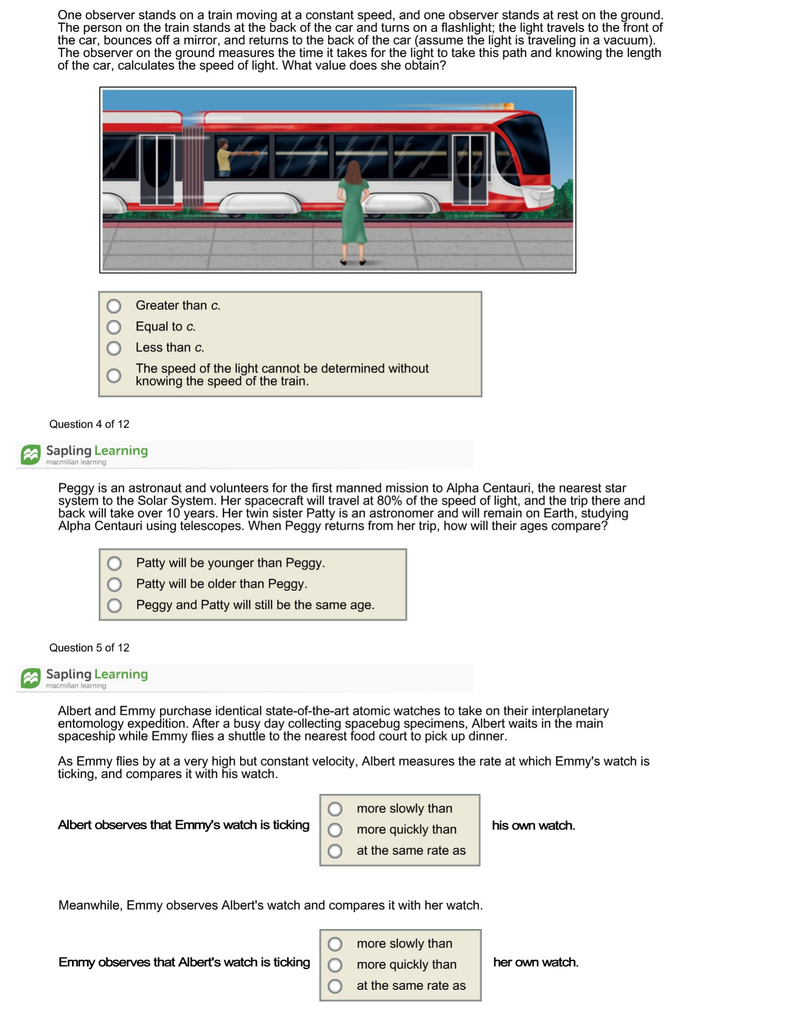 One observer stands on a train moving at a constant speed, and one observer stands at rest on the ground.
The person on the train stands at the back of the car and turns on a flashlight; the light travels to the front of
the car, bounces off a mirror, and returns to the back of the car (assume the light is traveling in a vacuum).
The observer on the ground measures the time it takes for the light to take this path and knowing the length
of the car, calculates the speed of light. What value does she obtain?
Greater than c.
Equal to c.
Less than c.
The speed of the light cannot be determined without
knowing the speed of the train.
Question 4 of 12
Sapling Learning
macmillan learning
Peggy is an astronaut and volunteers for the first manned mission to Alpha Centauri, the nearest star
system to the Solar System. Her spacecraft will travel at 80% of the speed of light, and the trip there and
back will take over 10 years. Her twin sister Patty is an astronomer and will remain on Earth, studying
Alpha Centauri using telescopes. When Peggy returns from her trip, how will their ages compare?
Patty will be younger than Peggy.
Patty will be older than Peggy.
Peggy and Patty will still be the same age.
Question 5 of 12
Sapling Learning
macmillan learning
Albert and Emmy purchase identical state-of-the-art atomic watches to take on their interplanetary
entomology expedition. After a busy day collecting spacebug specimens, Albert waits in the main
spaceship while Emmy flies a shuttle to the nearest food court to pick up dinner.
As Emmy flies by at a very high but constant velocity, Albert measures the rate at which Emmy's watch is
ticking, and compares it with his watch.
Albert observes that Emmy's watch is ticking
more slowly than
more quickly than
at the same rate as
his own watch.
Meanwhile, Emmy observes Albert's watch and compares it with her watch.
Emmy observes that Albert's watch is ticking
more slowly than
more quickly than
at the same rate as
her own watch.